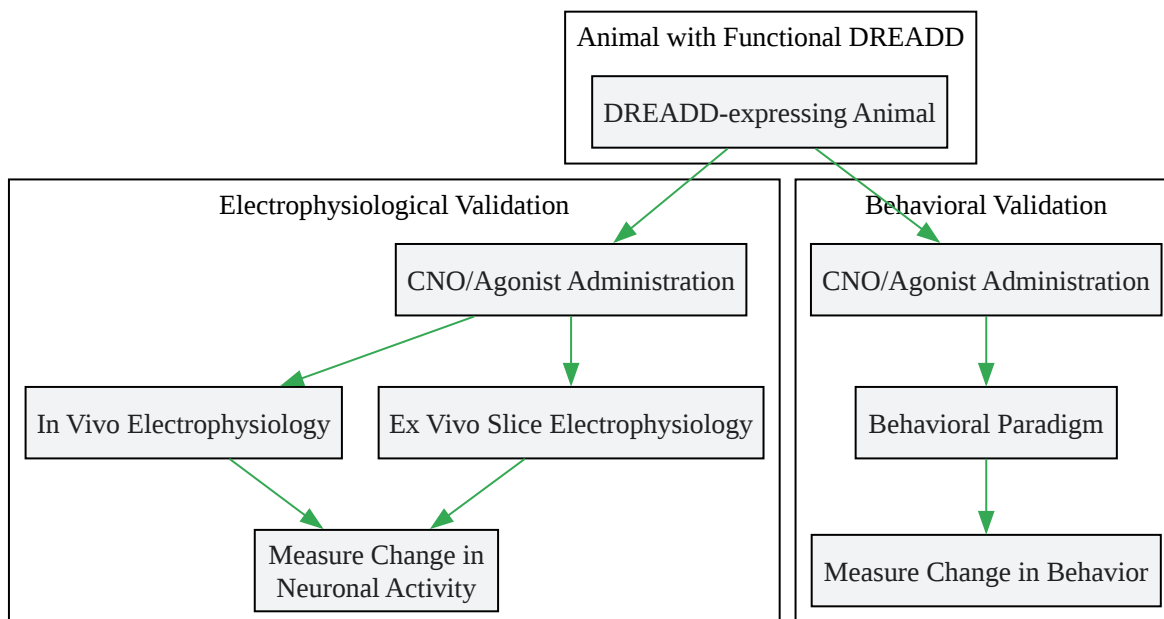 Animal with Functional DREADD
DREADD-expressing Animal
Electrophysiological Validation
CNO/Agonist Administration
In Vivo Electrophysiology
Ex Vivo Slice Electrophysiology
Measure Change in
Neuronal Activity
Behavioral Validation
CNO/Agonist Administration
Behavioral Paradigm
Measure Change in Behavior